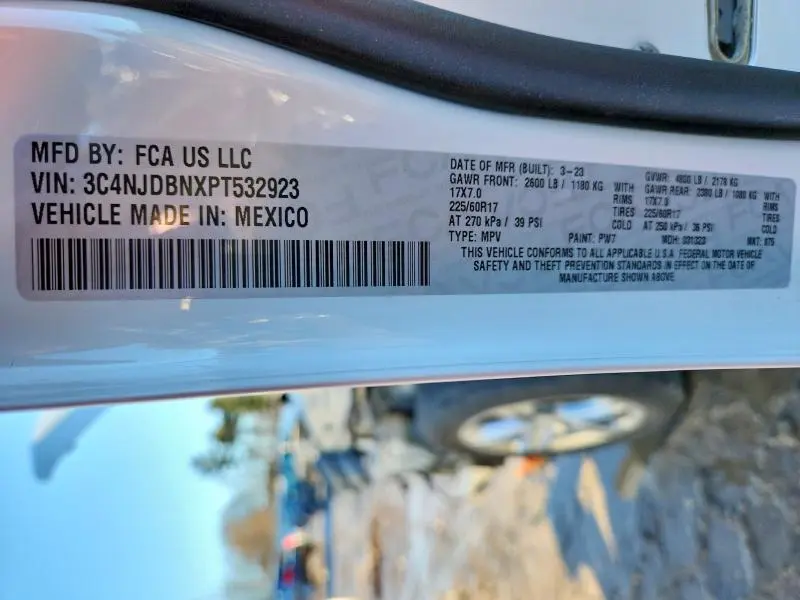 MFD BY: FCA US LLC
VIN: 3C4NJDBNXPT532923
VEHICLE MADE IN: MEXICO
DATE OF MFR (BUILT): 3-23 GVWR: 4800 LB / 2178 KG
GAWR FRONT: 2600 LB / 1180 KG WITH GAWR REAR: 2380 LB / 1080 KG WITH
17X7.0 RIMS 17X7.0 RIMS
225/60R17 TIRES 225/60R17 TIRES
AT 270 kPa / 39 PSI COLD AT 250 kPa / 36 PSI COLD
TYPE: MPV PAINT: PW7 MDH: 031323 MKT: 875
THIS VEHICLE CONFORMS TO ALL APPLICABLE U.S.A. FEDERAL MOTOR VEHICLE
SAFETY AND THEFT PREVENTION STANDARDS IN EFFECT ON THE DATE OF
MANUFACTURE SHOWN ABOVE